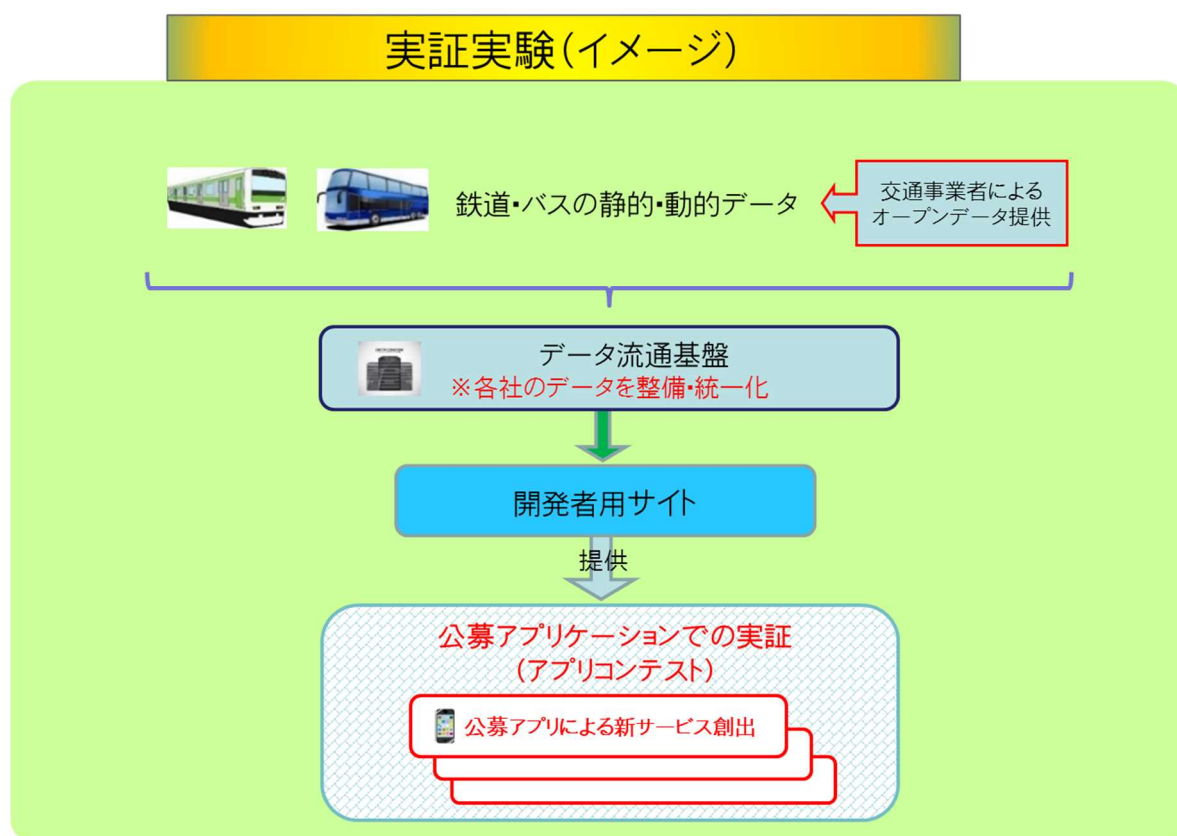 実証実験(イメージ)
鉄道・バスの静的・動的データ
交通事業者による
オープンデータ提供
データ流通基盤
※各社のデータを整備・統一化
開発者用サイト
提供
公募アプリケーションでの実証
(アプリコンテスト)
公募アプリによる新サービス創出